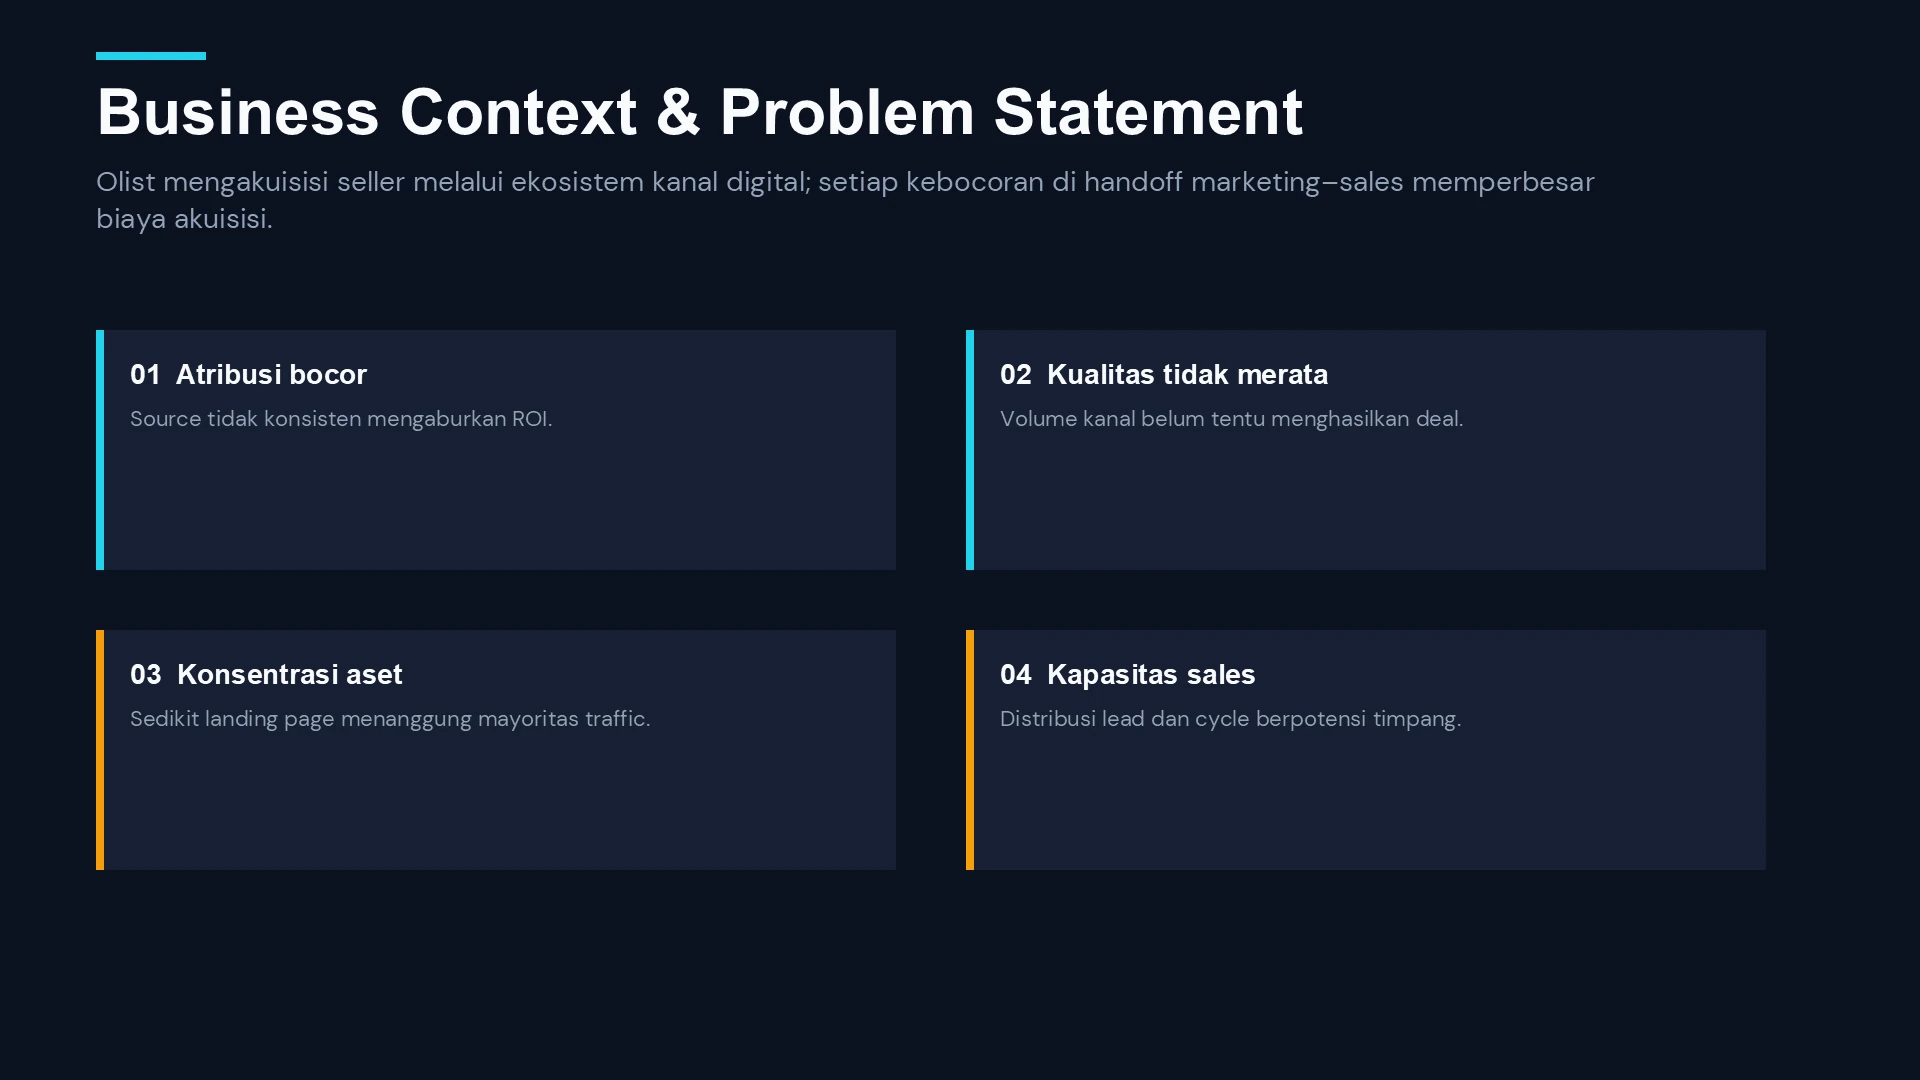 Business Context & Problem Statement
Olist mengakuisisi seller melalui ekosistem kanal digital; setiap kebocoran di handoff marketing–sales memperbesar
biaya akuisisi.
01 Atribusi bocor
Source tidak konsisten mengaburkan ROI.
02 Kualitas tidak merata
Volume kanal belum tentu menghasilkan deal.
03 Konsentrasi aset
Sedikit landing page menanggung mayoritas traffic.
04 Kapasitas sales
Distribusi lead dan cycle berpotensi timpang.